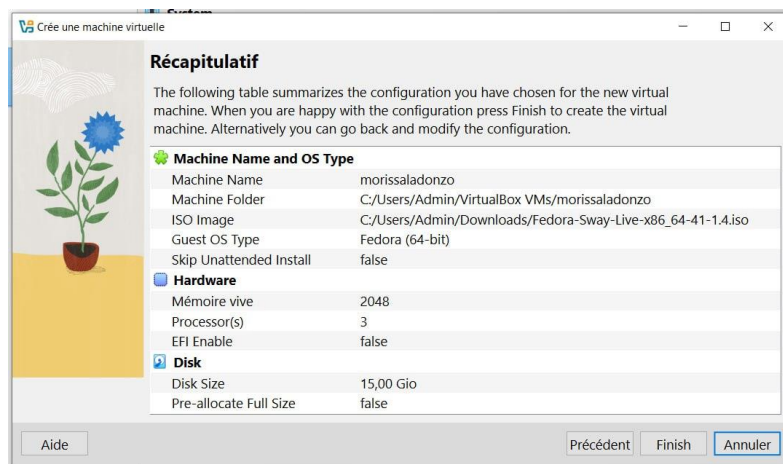 System
Crée une machine virtuelle
Récapitulatif
The following table summarizes the configuration you have chosen for the new virtual
machine. When you are happy with the configuration press Finish to create the virtual
machine. Alternatively you can go back and modify the configuration.
Machine Name and OS Type
Machine Name morissaladonzo
Machine Folder C:/Users/Admin/VirtualBox VMs/morissaladonzo
ISO Image C:/Users/Admin/Downloads/Fedora-Sway-Live-x86_64-41-1.4.iso
Guest OS Type Fedora (64-bit)
Skip Unattended Install false
Hardware
Mémoire vive 2048
Processor(s) 3
EFI Enable false
Disk
Disk Size 15,00 Gio
Pre-allocate Full Size false
Aide Précédent Finish Annuler